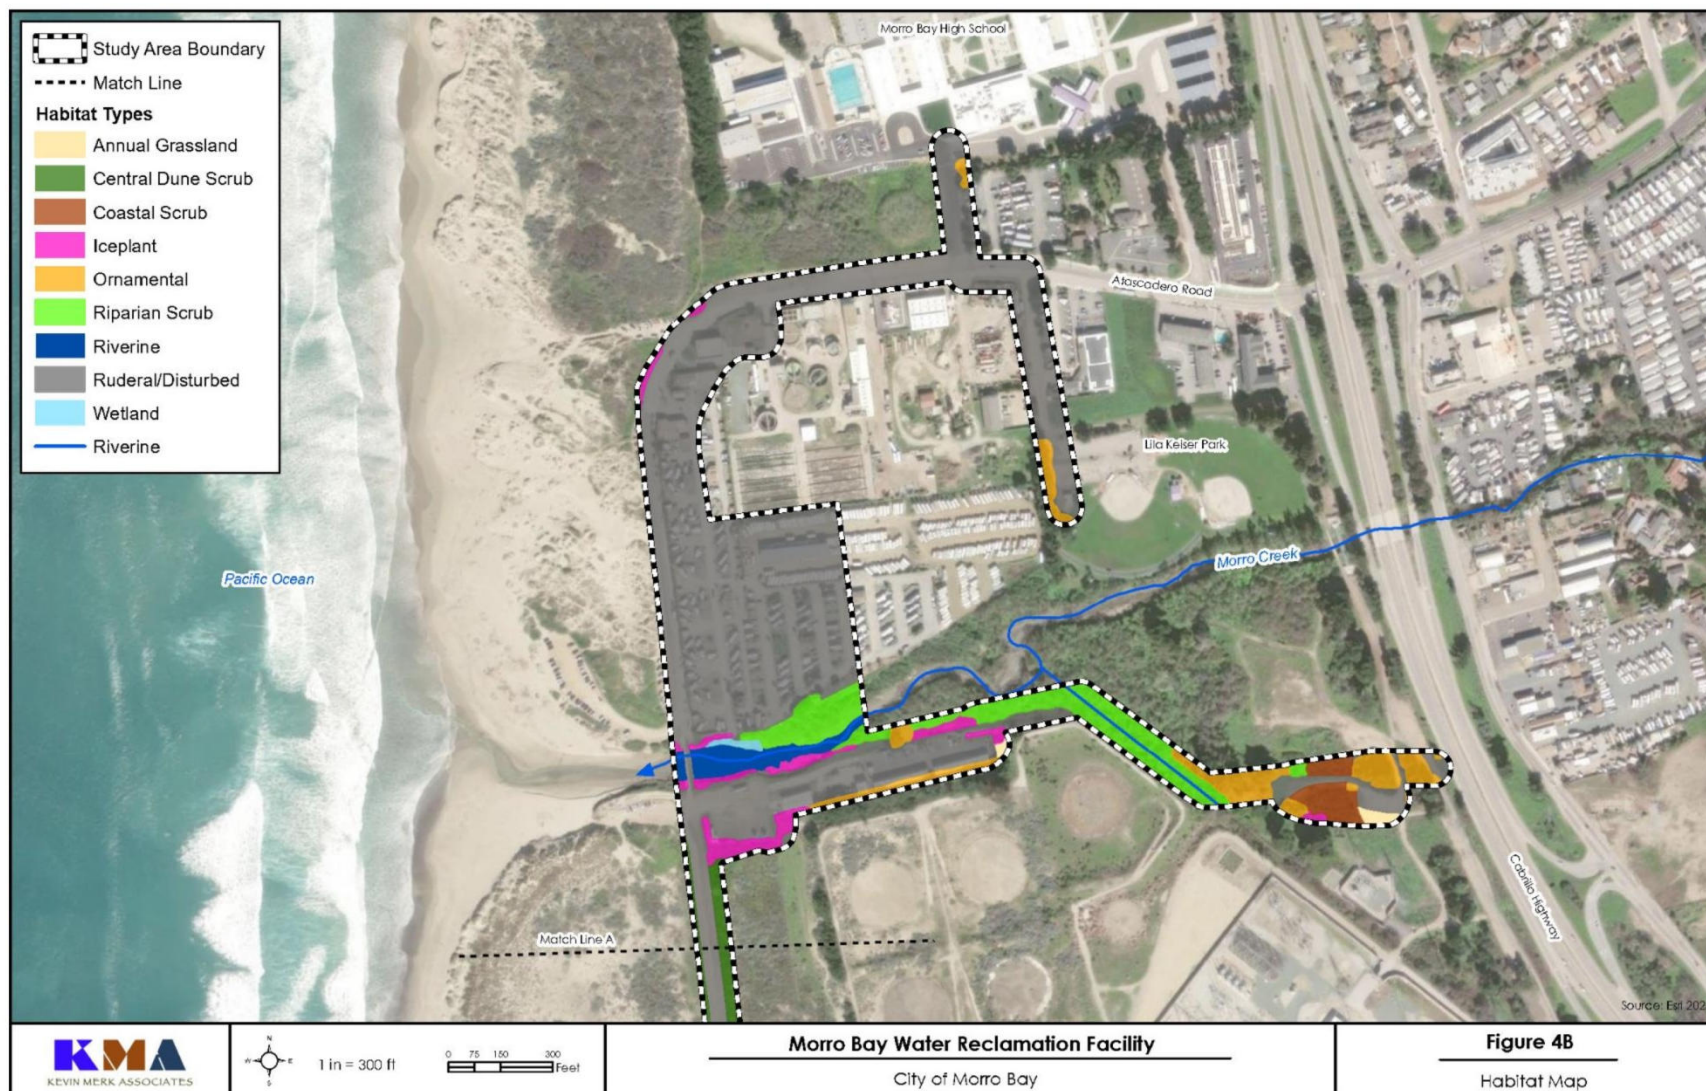 Study Area Boundary
Match Line
Habitat Types
Annual Grassland
Central Dune Scrub
Coastal Scrub
Iceplant
Ornamental
Riparian Scrub
Riverine
Ruderal/Disturbed
Wetland
Riverine
Morro Bay High School
Atascadero Road
Lila Keiser Park
Morro Creek
Pacific Ocean
Match Line A
Cabrillo Highway
Source: Esri 202
KMA
KEVIN MERK ASSOCIATES
N
W E
S
1 in = 300 ft
0 75 150 300
Feet
Morro Bay Water Reclamation Facility
City of Morro Bay
Figure 4B
Habitat Map